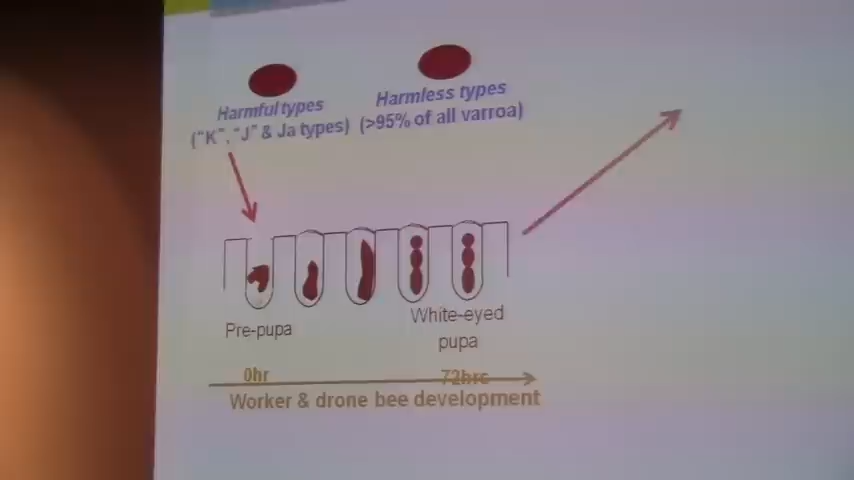 Harmful types
("K", "J" & Ja types)
Harmless types
(>95% of all varroa)
Pre-pupa
White-eyed
pupa
0hr
72hrs
Worker & drone bee development